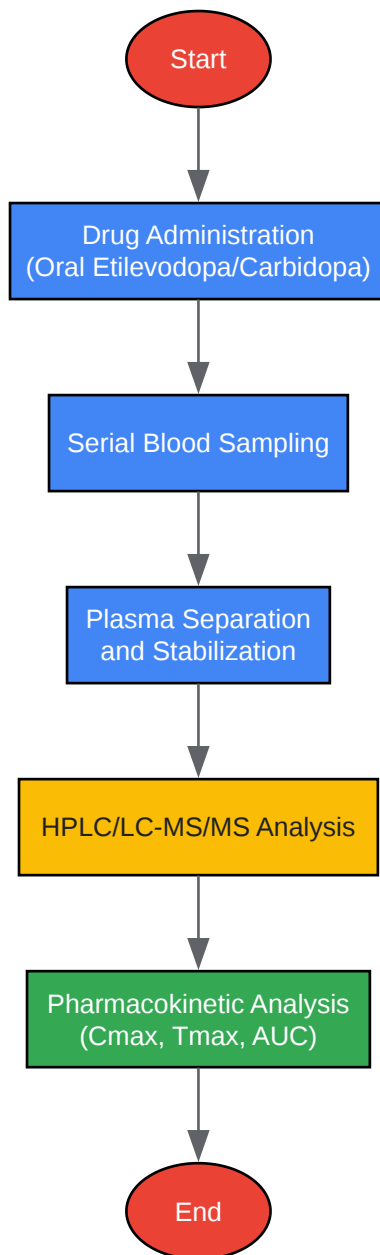 Start
Drug Administration
(Oral Etilevodopa/Carbidopa)
Serial Blood Sampling
Plasma Separation
and Stabilization
HPLC/LC-MS/MS Analysis
Pharmacokinetic Analysis
(Cmax, Tmax, AUC)
End